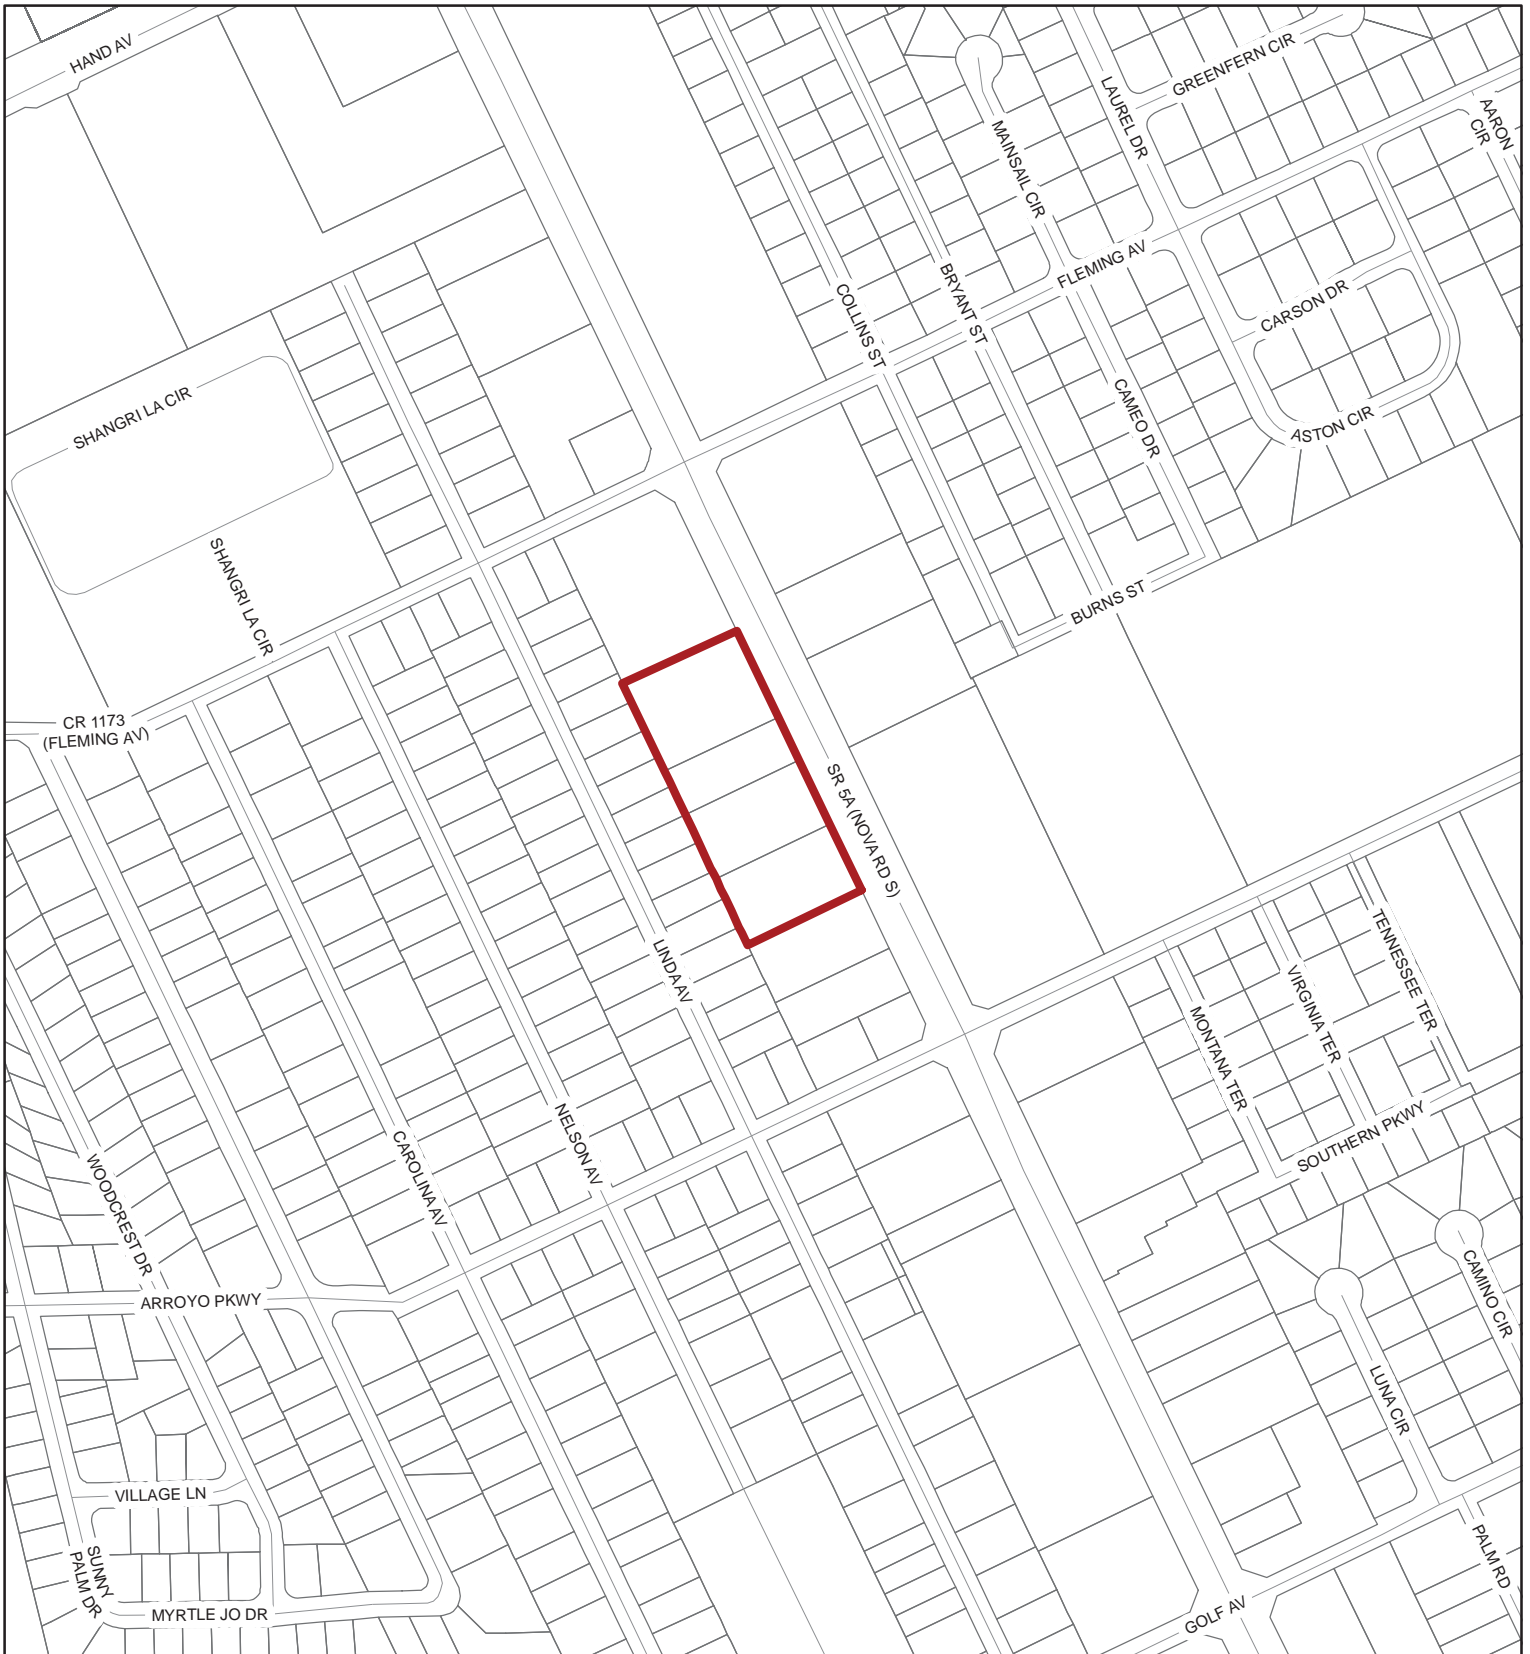 HAND AV
GREENFERN CIR
LAUREL DR
AARON
CIR
MAINSAIL CIR
FLEMING AV
BRYANT ST
COLLINS ST
CARSON DR
SHANGRI LA CIR
CAMEO DR
ASTON CIR
SHANGRI LA CIR
BURNS ST
CR 1173
(FLEMING AV)
SR 5A (NOVA RD S)
LINDA AV
TENNESSEE TER
VIRGINIA TER
MONTANA TER
NELSON AV
CAROLINA AV
SOUTHERN PKWY
WOODCREST DR
CAMINO CIR
ARROYO PKWY
LUNA CIR
VILLAGE LN
SUNNY
PALM DR
PALM RD
MYRTLE JO DR
GOLF AV